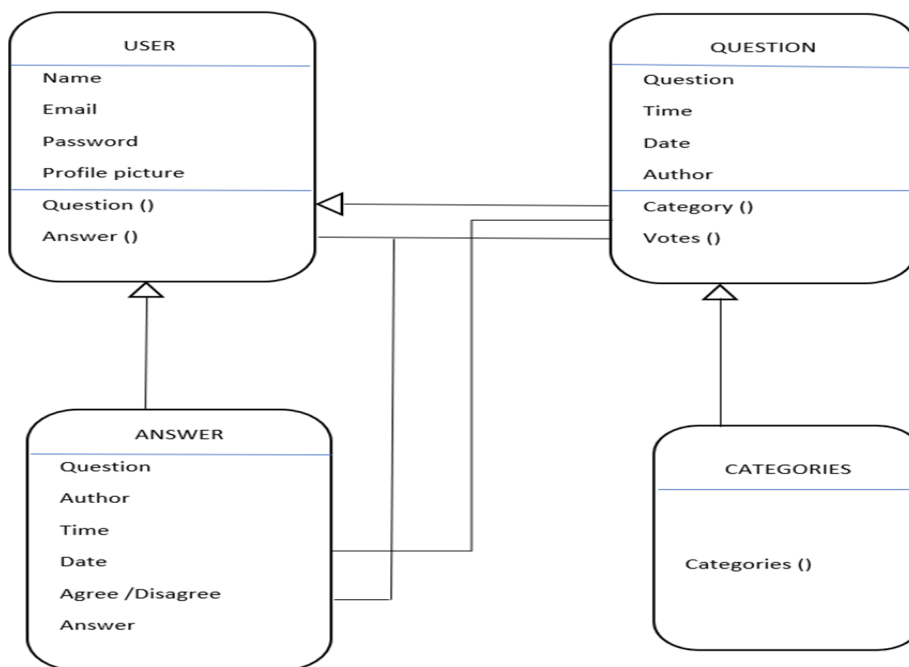 USER
Name
Email
Password
Profile picture
Question ()
Answer ()
QUESTION
Question
Time
Date
Author
Category ()
Votes ()
ANSWER
Question
Author
Time
Date
Agree /Disagree
Answer
CATEGORIES
Categories ()